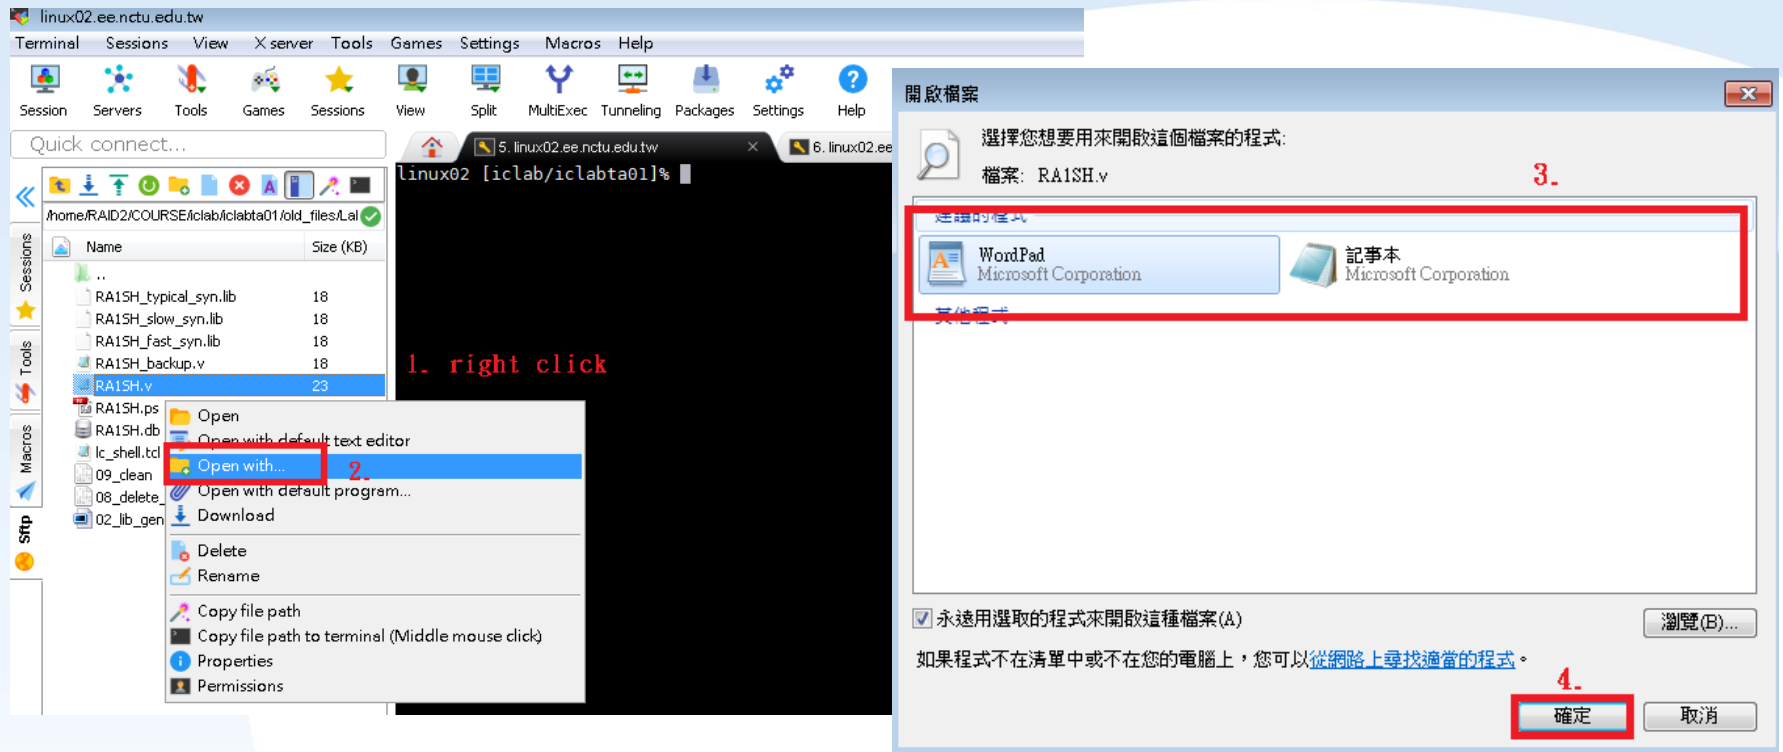 linux02.ee.nctu.edu.tw
Terminal Sessions View X server Tools Games Settings Macros Help
Session Servers Tools Games Sessions View Split MultiExec Tunneling Packages Settings Help
Quick connect...
5. linux02.ee.nctu.edu.tw
6. linux02.ee
/home/RAID2/COURSE/iclab/iclabta01/old_files/Lal
linux02 [iclab/iclabta01]%
Name Size (KB)
..
RA1SH_typical_syn.lib 18
RA1SH_slow_syn.lib 18
RA1SH_fast_syn.lib 18
RA1SH_backup.v 18
RA1SH.v 23
RA1SH.ps
RA1SH.db
lc_shell.tcl
09_clean
08_delete_
02_lib_gen
Sessions
Tools
Macros
Sftp
1. right click
Open
Open with default text editor
Open with...
2.
Open with default program...
Download
Delete
Rename
Copy file path
Copy file path to terminal (Middle mouse click)
Properties
Permissions
開啟檔案
選擇您想要用來開啟這個檔案的程式:
檔案: RA1SH.v
3.
建議的程式
WordPad
Microsoft Corporation
記事本
Microsoft Corporation
其他程式
永遠用選取的程式來開啟這種檔案(A)
瀏覽(B)...
如果程式不在清單中或不在您的電腦上，您可以從網路上尋找適當的程式。
4.
確定
取消